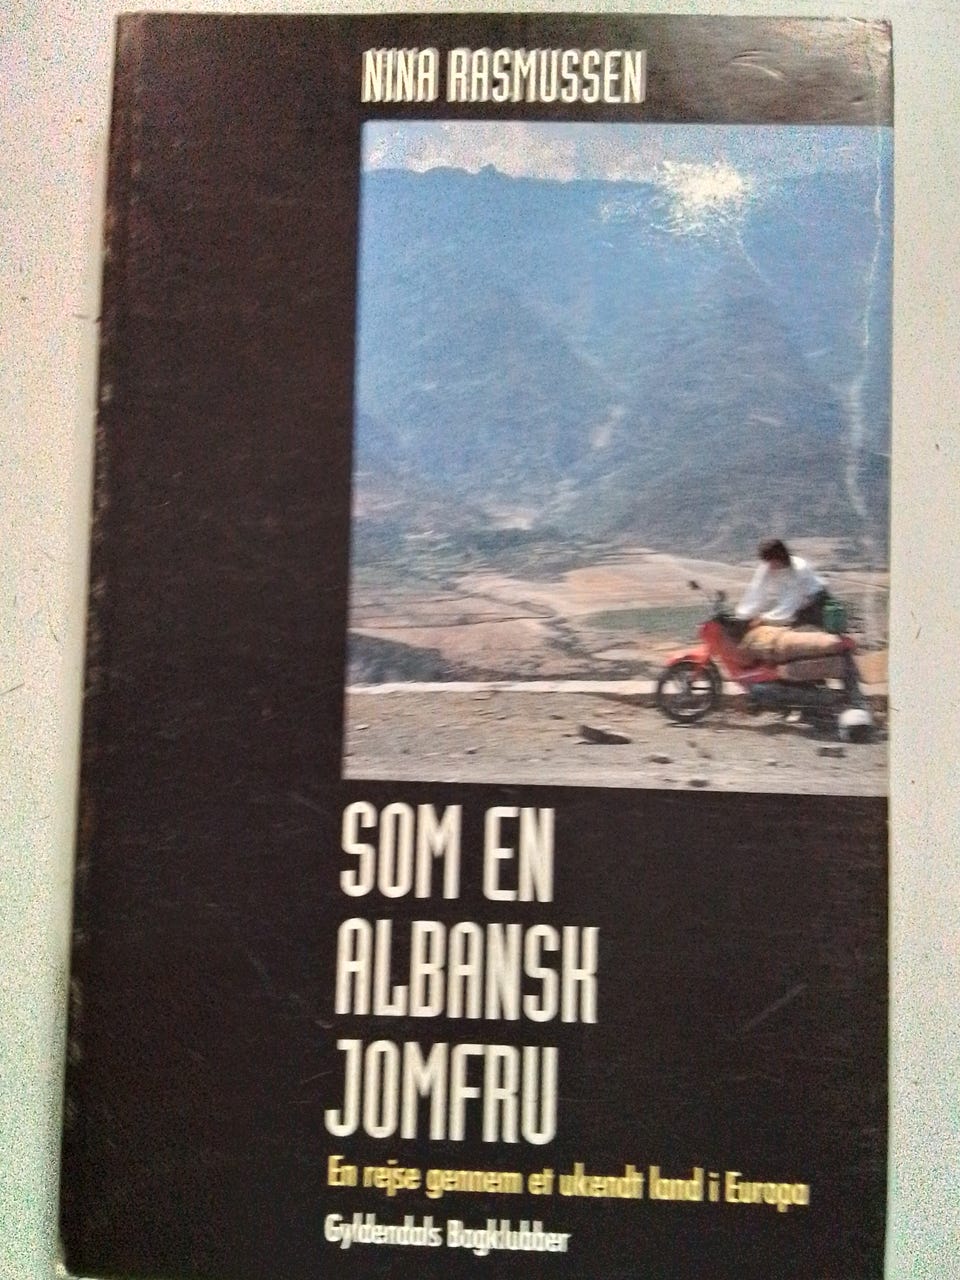 NINA RASMUSSEN
SOM EN
ALBANSK
JOMFRU
En rejse gennem et ukendt land i Europa
Gyldendals Bogklubber